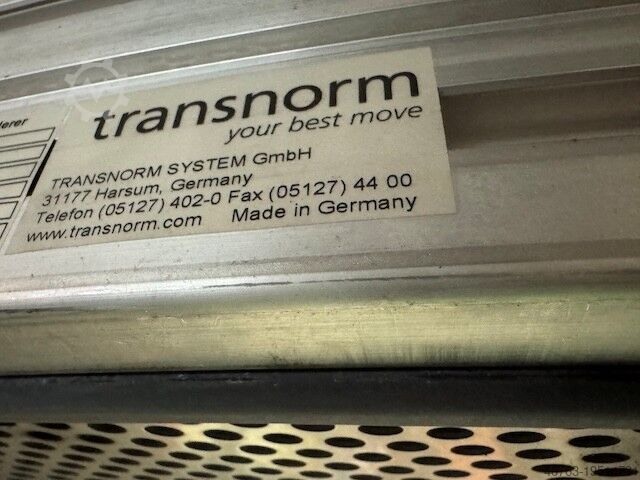 transnorm
your best move
TRANSNORM SYSTEM GmbH
31177 Harsum, Germany
Telefon (05127) 402-0 Fax (05127) 44 00
www.transnorm.com Made in Germany